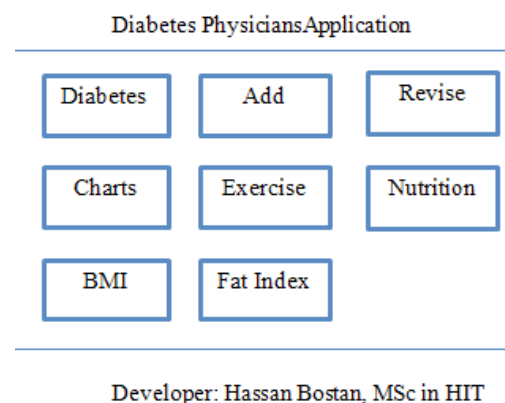 Diabetes PhysiciansApplication
Diabetes
Add
Revise
Charts
Exercise
Nutrition
BMI
Fat Index
Developer: Hassan Bostan, MSc in HIT